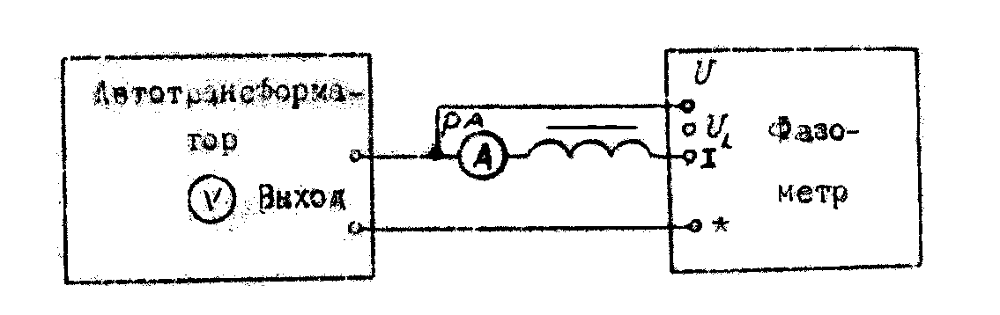 Автотрансформа-
тор
V Выход
PA
A
U
U₁
I
*
Фазо-
метр